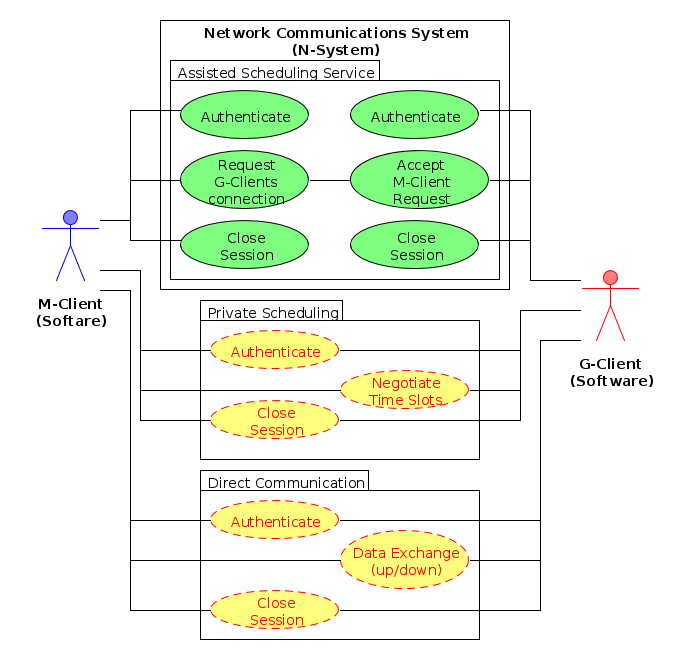 Network Communications System
(N-System)
Assisted Scheduling Service
Authenticate
Authenticate
Request
G-Clients
connection
Accept
M-Client
Request
Close
Session
Close
Session
M-Client
(Softare)
G-Client
(Software)
Private Scheduling
Authenticate
Negotiate
Time Slots
Close
Session
Direct Communication
Authenticate
Data Exchange
(up/down)
Close
Session